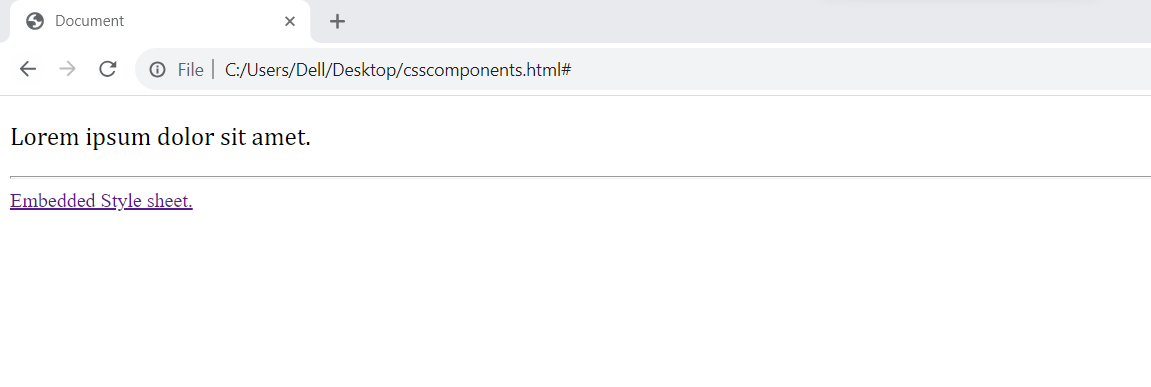 Document
File | C:/Users/Dell/Desktop/csscomponents.html#
Lorem ipsum dolor sit amet.
Embedded Style sheet.